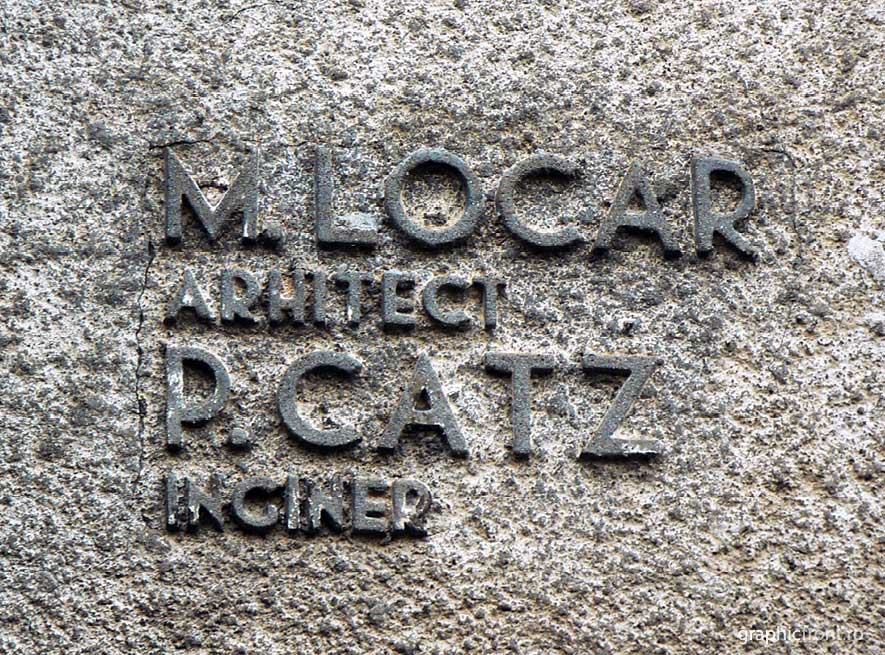 M. LOCAR
ARHITECT
P. CATZ
INGINER
graphicfront.ro